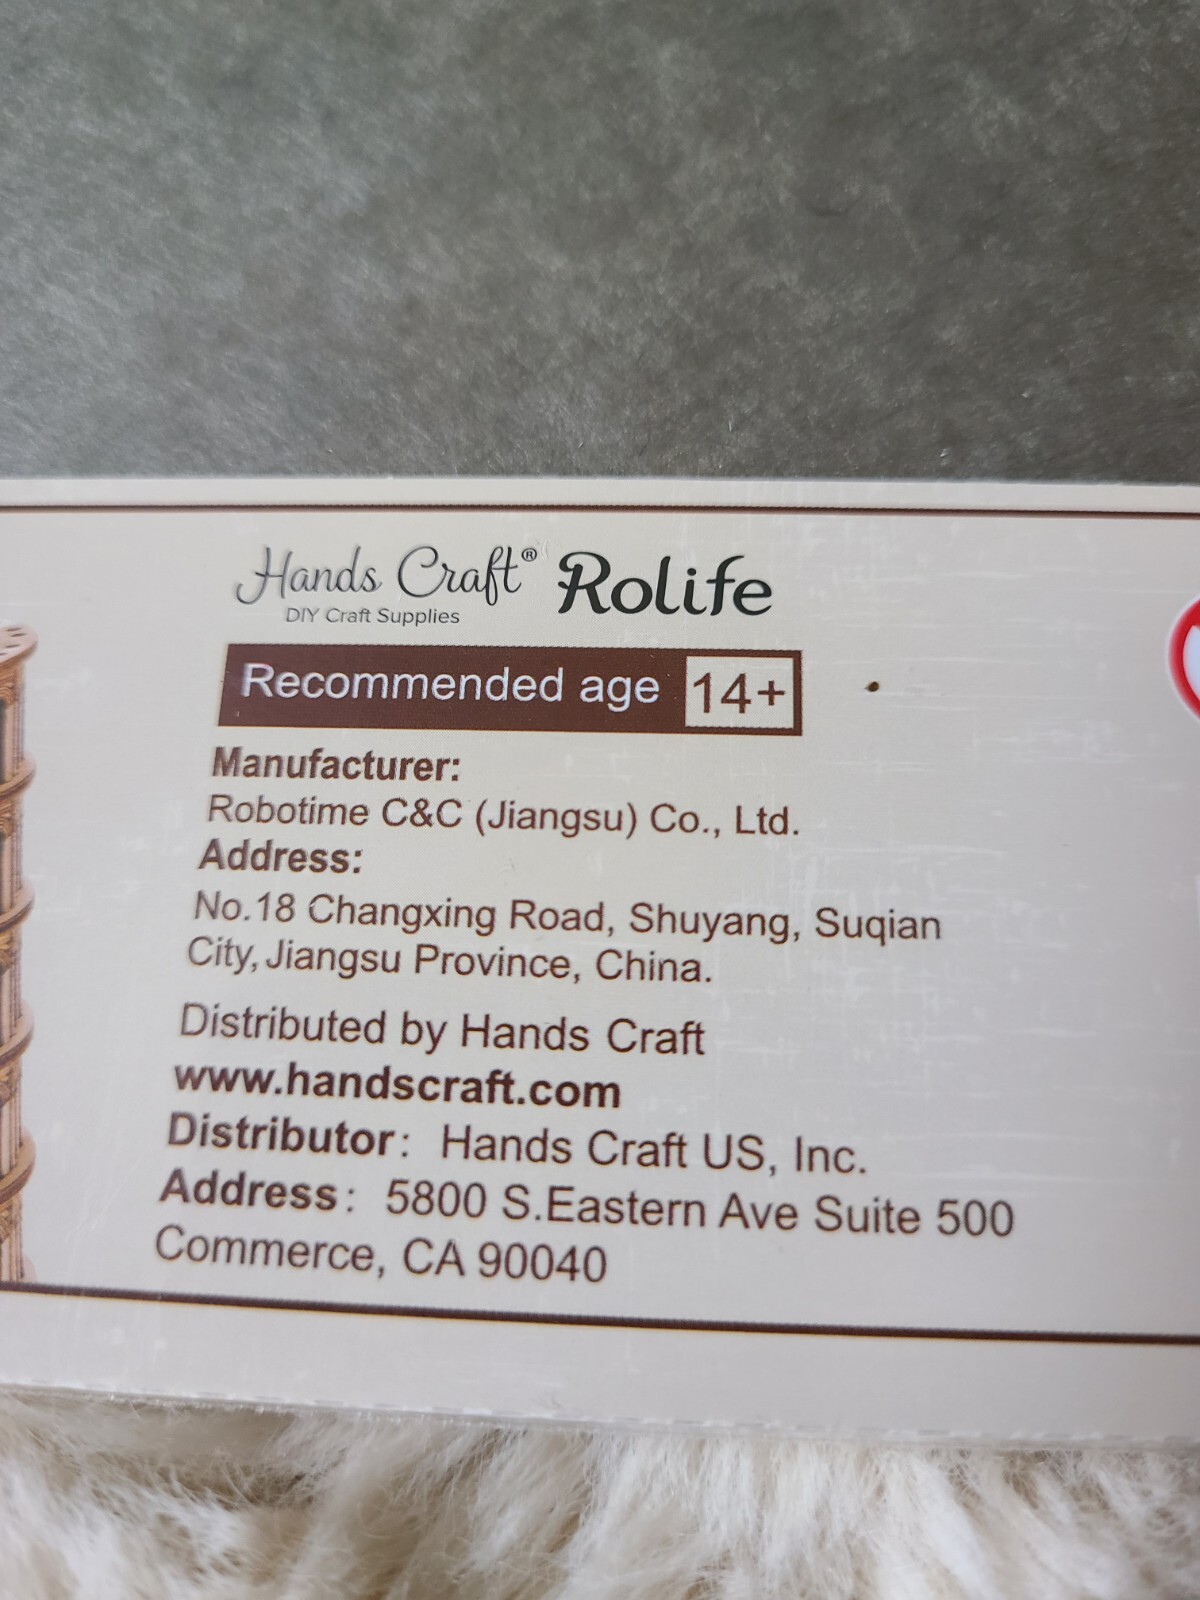 Hands Craft® Rolife
DIY Craft Supplies
Recommended age 14+
Manufacturer:
Robotime C&C (Jiangsu) Co., Ltd.
Address:
No.18 Changxing Road, Shuyang, Suqian
City, Jiangsu Province, China.
Distributed by Hands Craft
www.handscraft.com
Distributor: Hands Craft US, Inc.
Address: 5800 S.Eastern Ave Suite 500
Commerce, CA 90040